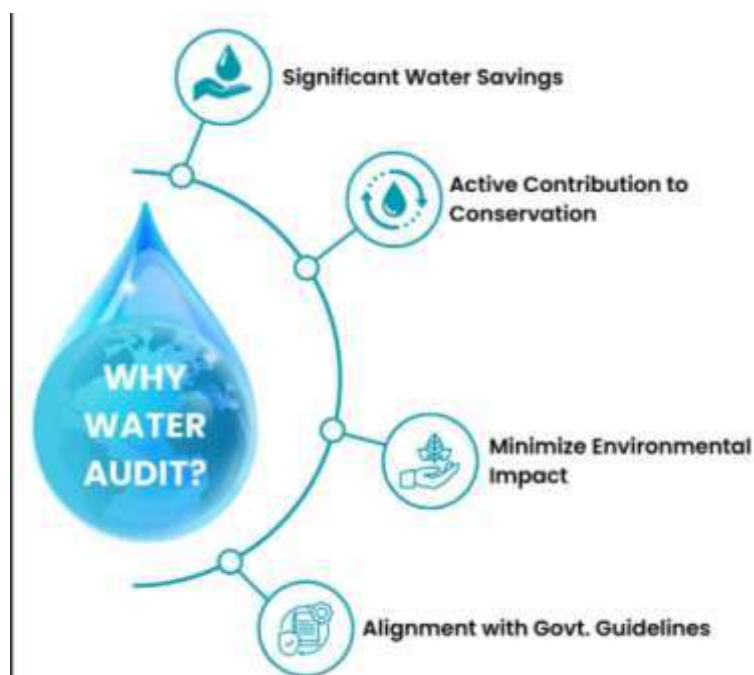 Significant Water Savings
Active Contribution to
Conservation
WHY
WATER
AUDIT?
Minimize Environmental
Impact
Alignment with Govt. Guidelines